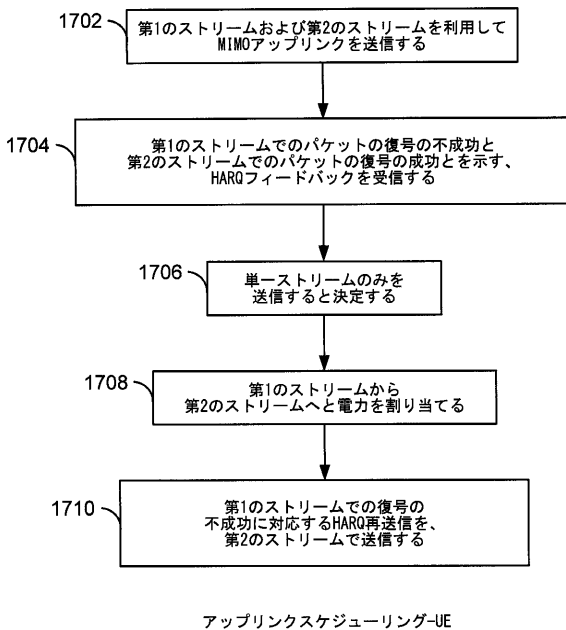 1702
第1のストリームおよび第2のストリームを利用して
MIMOアップリンクを送信する
1704
第1のストリームでのパケットの復号の不成功と
第2のストリームでのパケットの復号の成功とを示す、
HARQフィードバックを受信する
1706
単一ストリームのみを
送信すると決定する
1708
第1のストリームから
第2のストリームへと電力を割り当てる
1710
第1のストリームでの復号の
不成功に対応するHARQ再送信を、
第2のストリームで送信する
アップリンクスケジューリング-UE